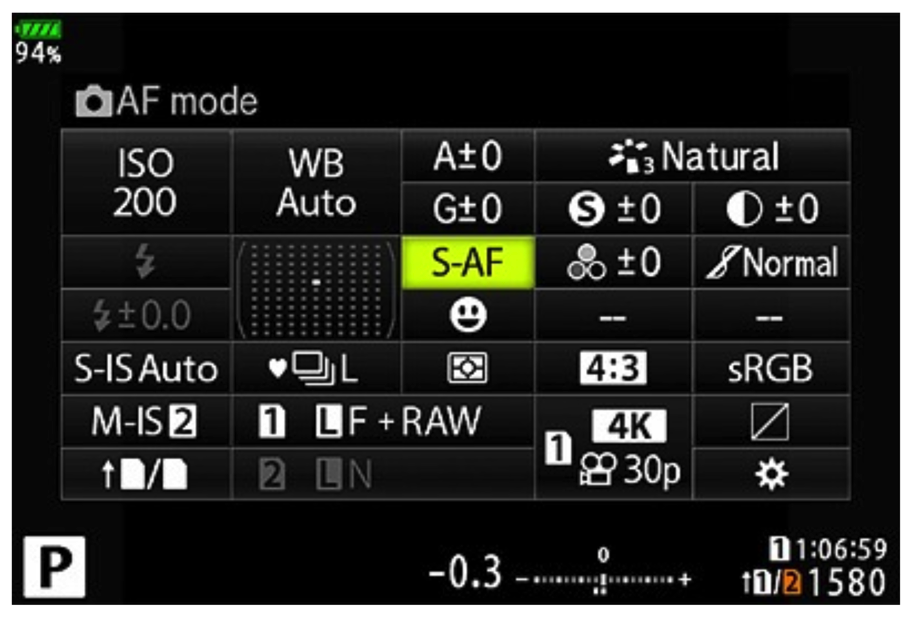 94%
AF mode
ISO 200
WB Auto
A±0
3 Natural
G±0
S ±0
±0
S-AF
±0
Normal
±0.0
--
--
S-IS Auto
L
4:3
sRGB
M-IS 2
1 L F + RAW
1 4K 30p
/
2 L N
P
-0.3
0
- +
1 1:06:59
↑1/2 1580